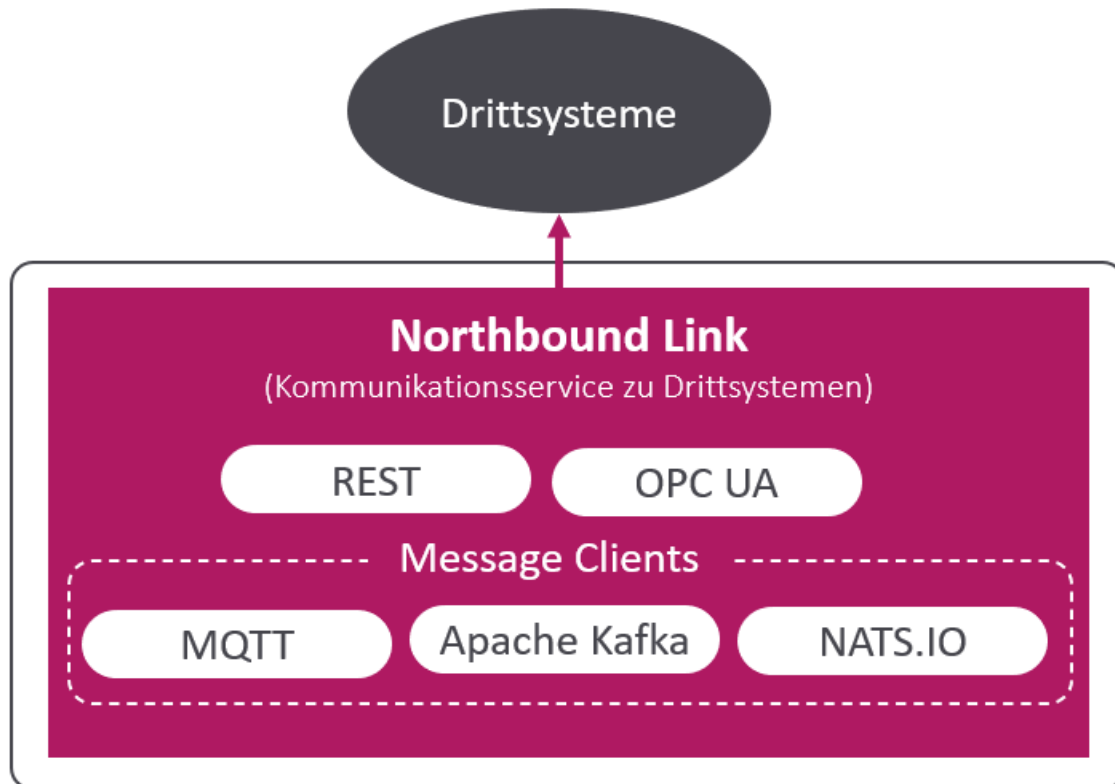 Drittsysteme
Northbound Link
(Kommunikationsservice zu Drittsystemen)
REST
OPC UA
Message Clients
MQTT
Apache Kafka
NATS.IO